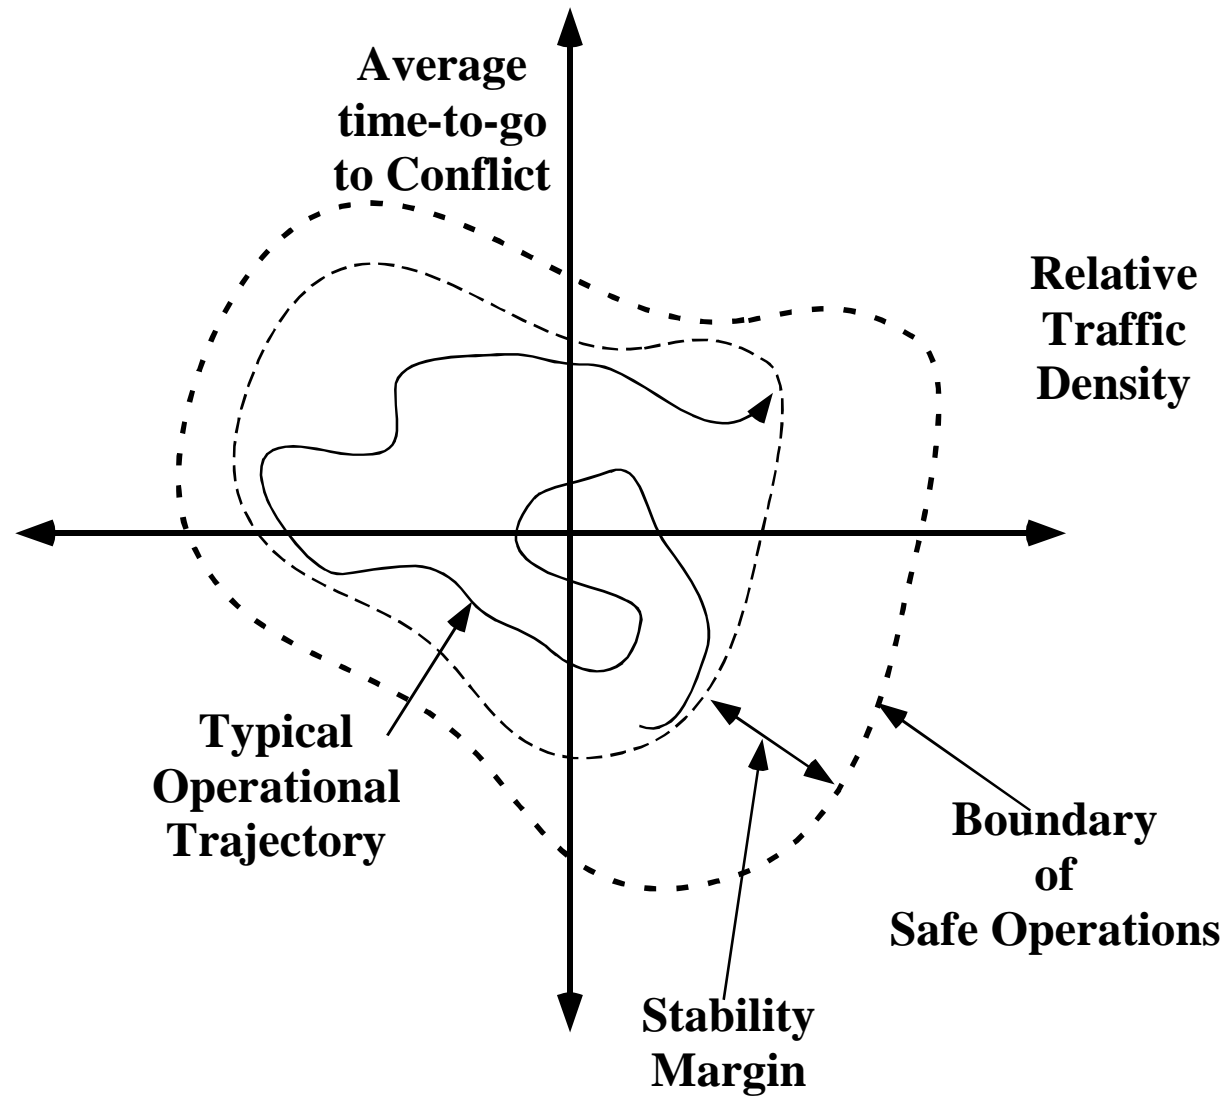 Average
time-to-go
to Conflict
Relative
Traffic
Density
Typical
Operational
Trajectory
Boundary
of
Safe Operations
Stability
Margin